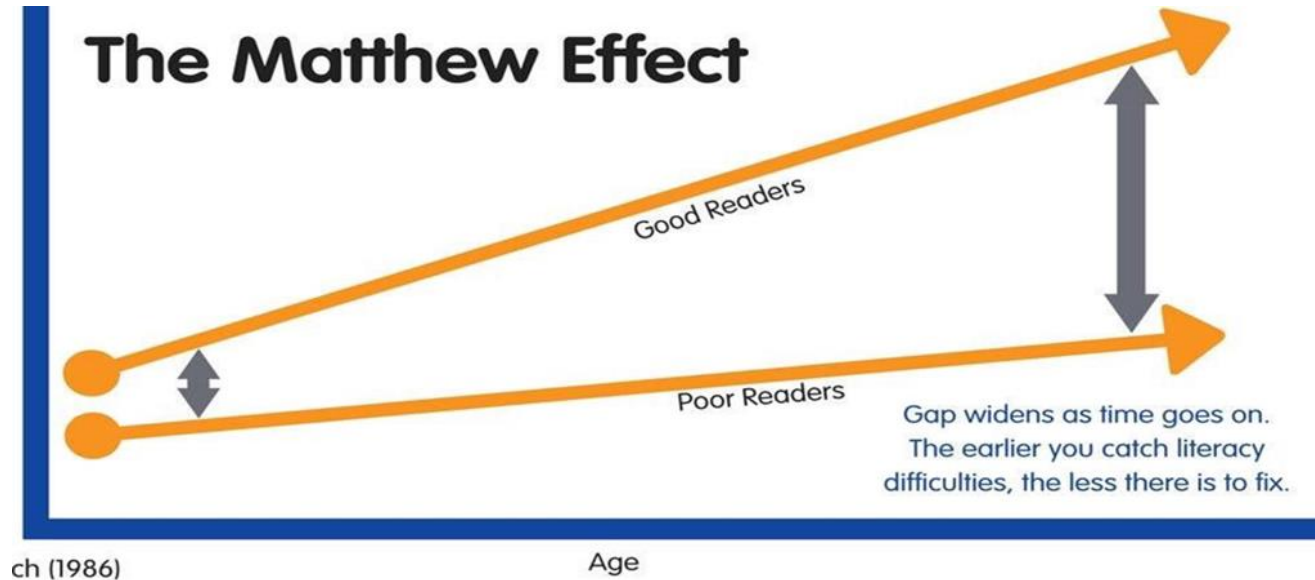 The Matthew Effect
Good Readers
Poor Readers
Gap widens as time goes on.
The earlier you catch literacy
difficulties, the less there is to fix.
ch (1986)
Age